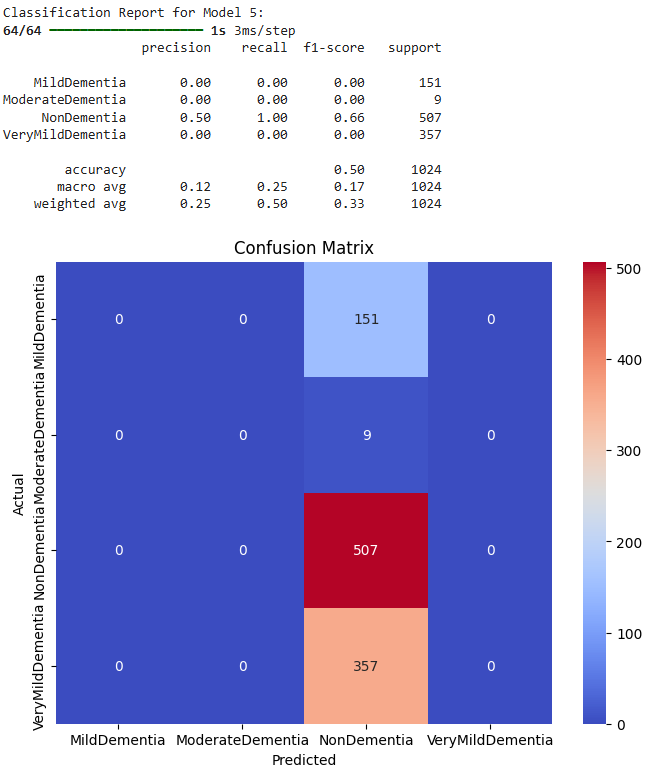 Classification Report for Model 5:
64/64 ━━━━━━━━━━━━━━━━━━━━ 1s 3ms/step
precision recall f1-score support
MildDementia 0.00 0.00 0.00 151
ModerateDementia 0.00 0.00 0.00 9
NonDementia 0.50 1.00 0.66 507
VeryMildDementia 0.00 0.00 0.00 357
accuracy 0.50 1024
macro avg 0.12 0.25 0.17 1024
weighted avg 0.25 0.50 0.33 1024
Confusion Matrix
Actual
MildDementia
0 0 151 0
ModerateDementia
0 0 9 0
NonDementia
0 0 507 0
VeryMildDementia
0 0 357 0
MildDementia ModerateDementia NonDementia VeryMildDementia
Predicted
500
400
300
200
100
0